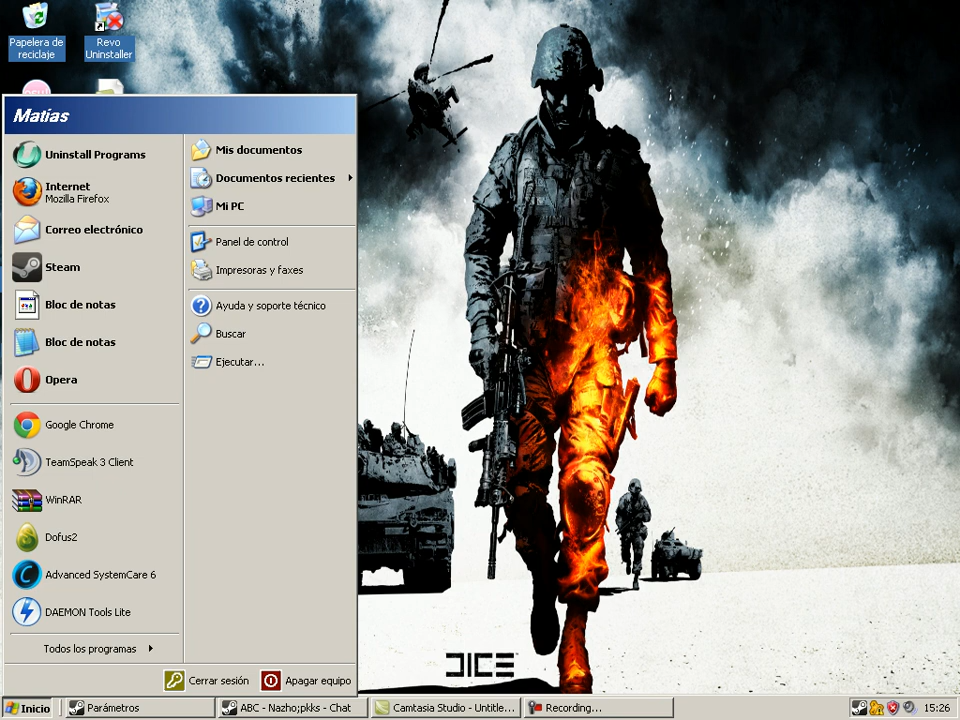 Papelera de
reciclaje
Revo
Uninstaller
Matías
Uninstall Programs
Internet
Mozilla Firefox
Correo electrónico
Steam
Bloc de notas
Bloc de notas
Opera
Google Chrome
TeamSpeak 3 Client
WinRAR
Dofus2
Advanced SystemCare 6
DAEMON Tools Lite
Todos los programas
Mis documentos
Documentos recientes
Mi PC
Panel de control
Impresoras y faxes
Ayuda y soporte técnico
Buscar
Ejecutar...
Cerrar sesión
Apagar equipo
DICE
Inicio
Parámetros
ABC - Nazho;pkks - Chat
Camtasia Studio - Untitle...
Recording...
15:26